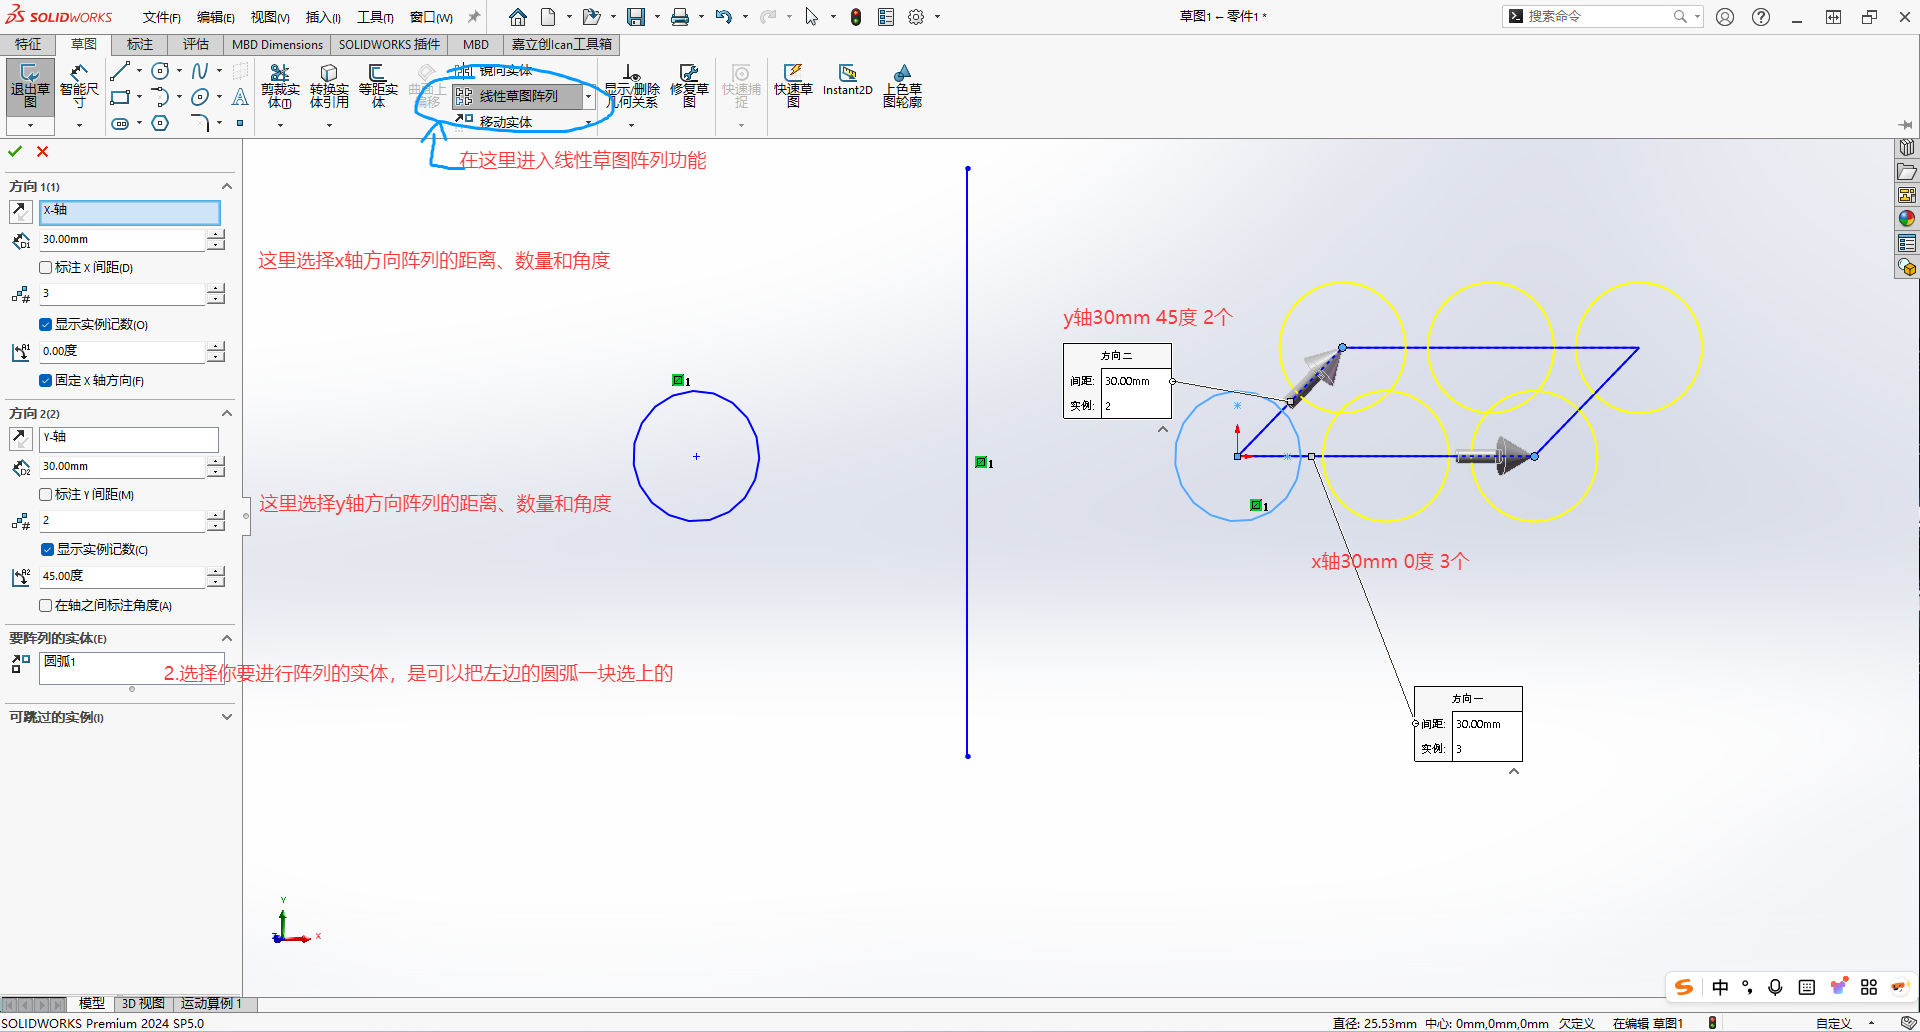 SOLIDWORKS 文件(F) 编辑(E) 视图(V) 插入(I) 工具(T) 窗口(W) 草图1 - 零件1 * 搜索命令
特征 草图 标注 评估 MBD Dimensions SOLIDWORKS 插件 MBD 嘉立创Ican工具箱
退出草图 智能尺寸 剪裁实体(I) 转换实体引用 等距实体 曲面上偏移 镜向实体 线性草图阵列 移动实体 显示/删除几何关系 修复草图 快速捕捉 快速草图 Instant2D 上色草图轮廓
在这里进入线性草图阵列功能
方向 1(1)
X-轴
30.00mm
标注 X 间距(D)
3
显示实例记数(O)
0.00度
固定 X 轴方向(F)
方向 2(2)
Y-轴
30.00mm
标注 Y 间距(M)
2
显示实例记数(C)
45.00度
在轴之间标注角度(A)
要阵列的实体(E)
圆弧1
可跳过的实例(I)
这里选择x轴方向阵列的距离、数量和角度
这里选择y轴方向阵列的距离、数量和角度
2.选择你要进行阵列的实体，是可以把左边的圆弧一块选上的
1
1
1
y轴30mm 45度 2个
方向二
间距: 30.00mm
实例: 2
x轴30mm 0度 3个
方向一
间距: 30.00mm
实例: 3
Y
X
Z
模型 3D 视图 运动算例 1
中
SOLIDWORKS Premium 2024 SP5.0 直径: 25.53mm 中心: 0mm,0mm,0mm 欠定义 在编辑 草图1 自定义